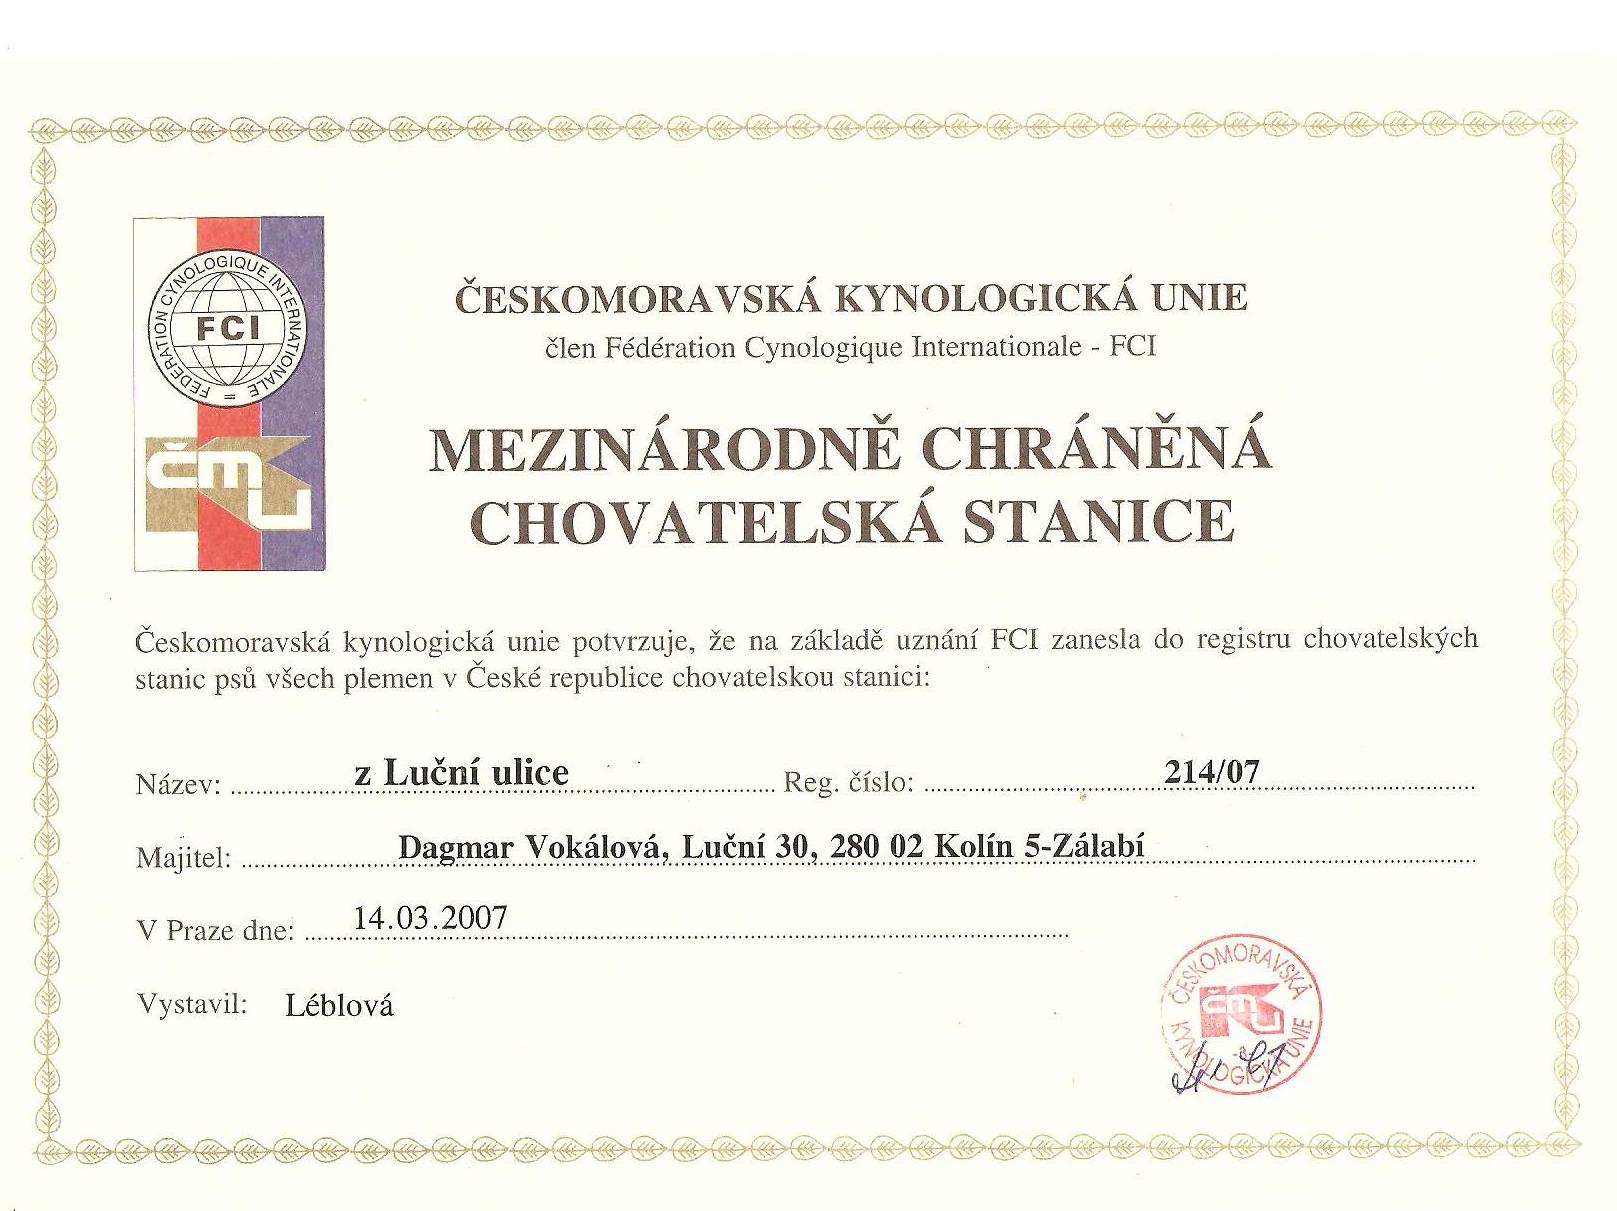 FEDERATION CYNOLOGIQUE INTERNATIONALE =
FCI
ČMKU
ČESKOMORAVSKÁ KYNOLOGICKÁ UNIE
člen Fédération Cynologique Internationale - FCI
MEZINÁRODNĚ CHRÁNĚNÁ
CHOVATELSKÁ STANICE
Českomoravská kynologická unie potvrzuje, že na základě uznání FCI zanesla do registru chovatelských
stanic psů všech plemen v České republice chovatelskou stanici:
Název: z Luční ulice Reg. číslo: 214/07
Majitel: Dagmar Vokálová, Luční 30, 280 02 Kolín 5-Zálabí
V Praze dne: 14.03.2007
Vystavil: Léblová
ČESKOMORAVSKÁ
ČMKU
-8-
KYNOLOGICKÁ UNIE